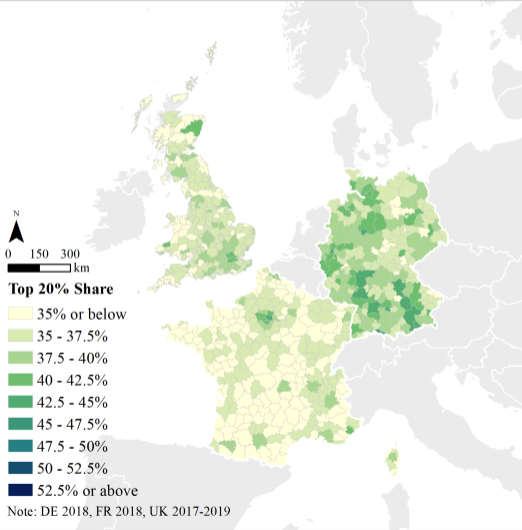 N
0 150 300
km
Top 20% Share
35% or below
35 - 37.5%
37.5 - 40%
40 - 42.5%
42.5 - 45%
45 - 47.5%
47.5 - 50%
50 - 52.5%
52.5% or above
Note: DE 2018, FR 2018, UK 2017-2019